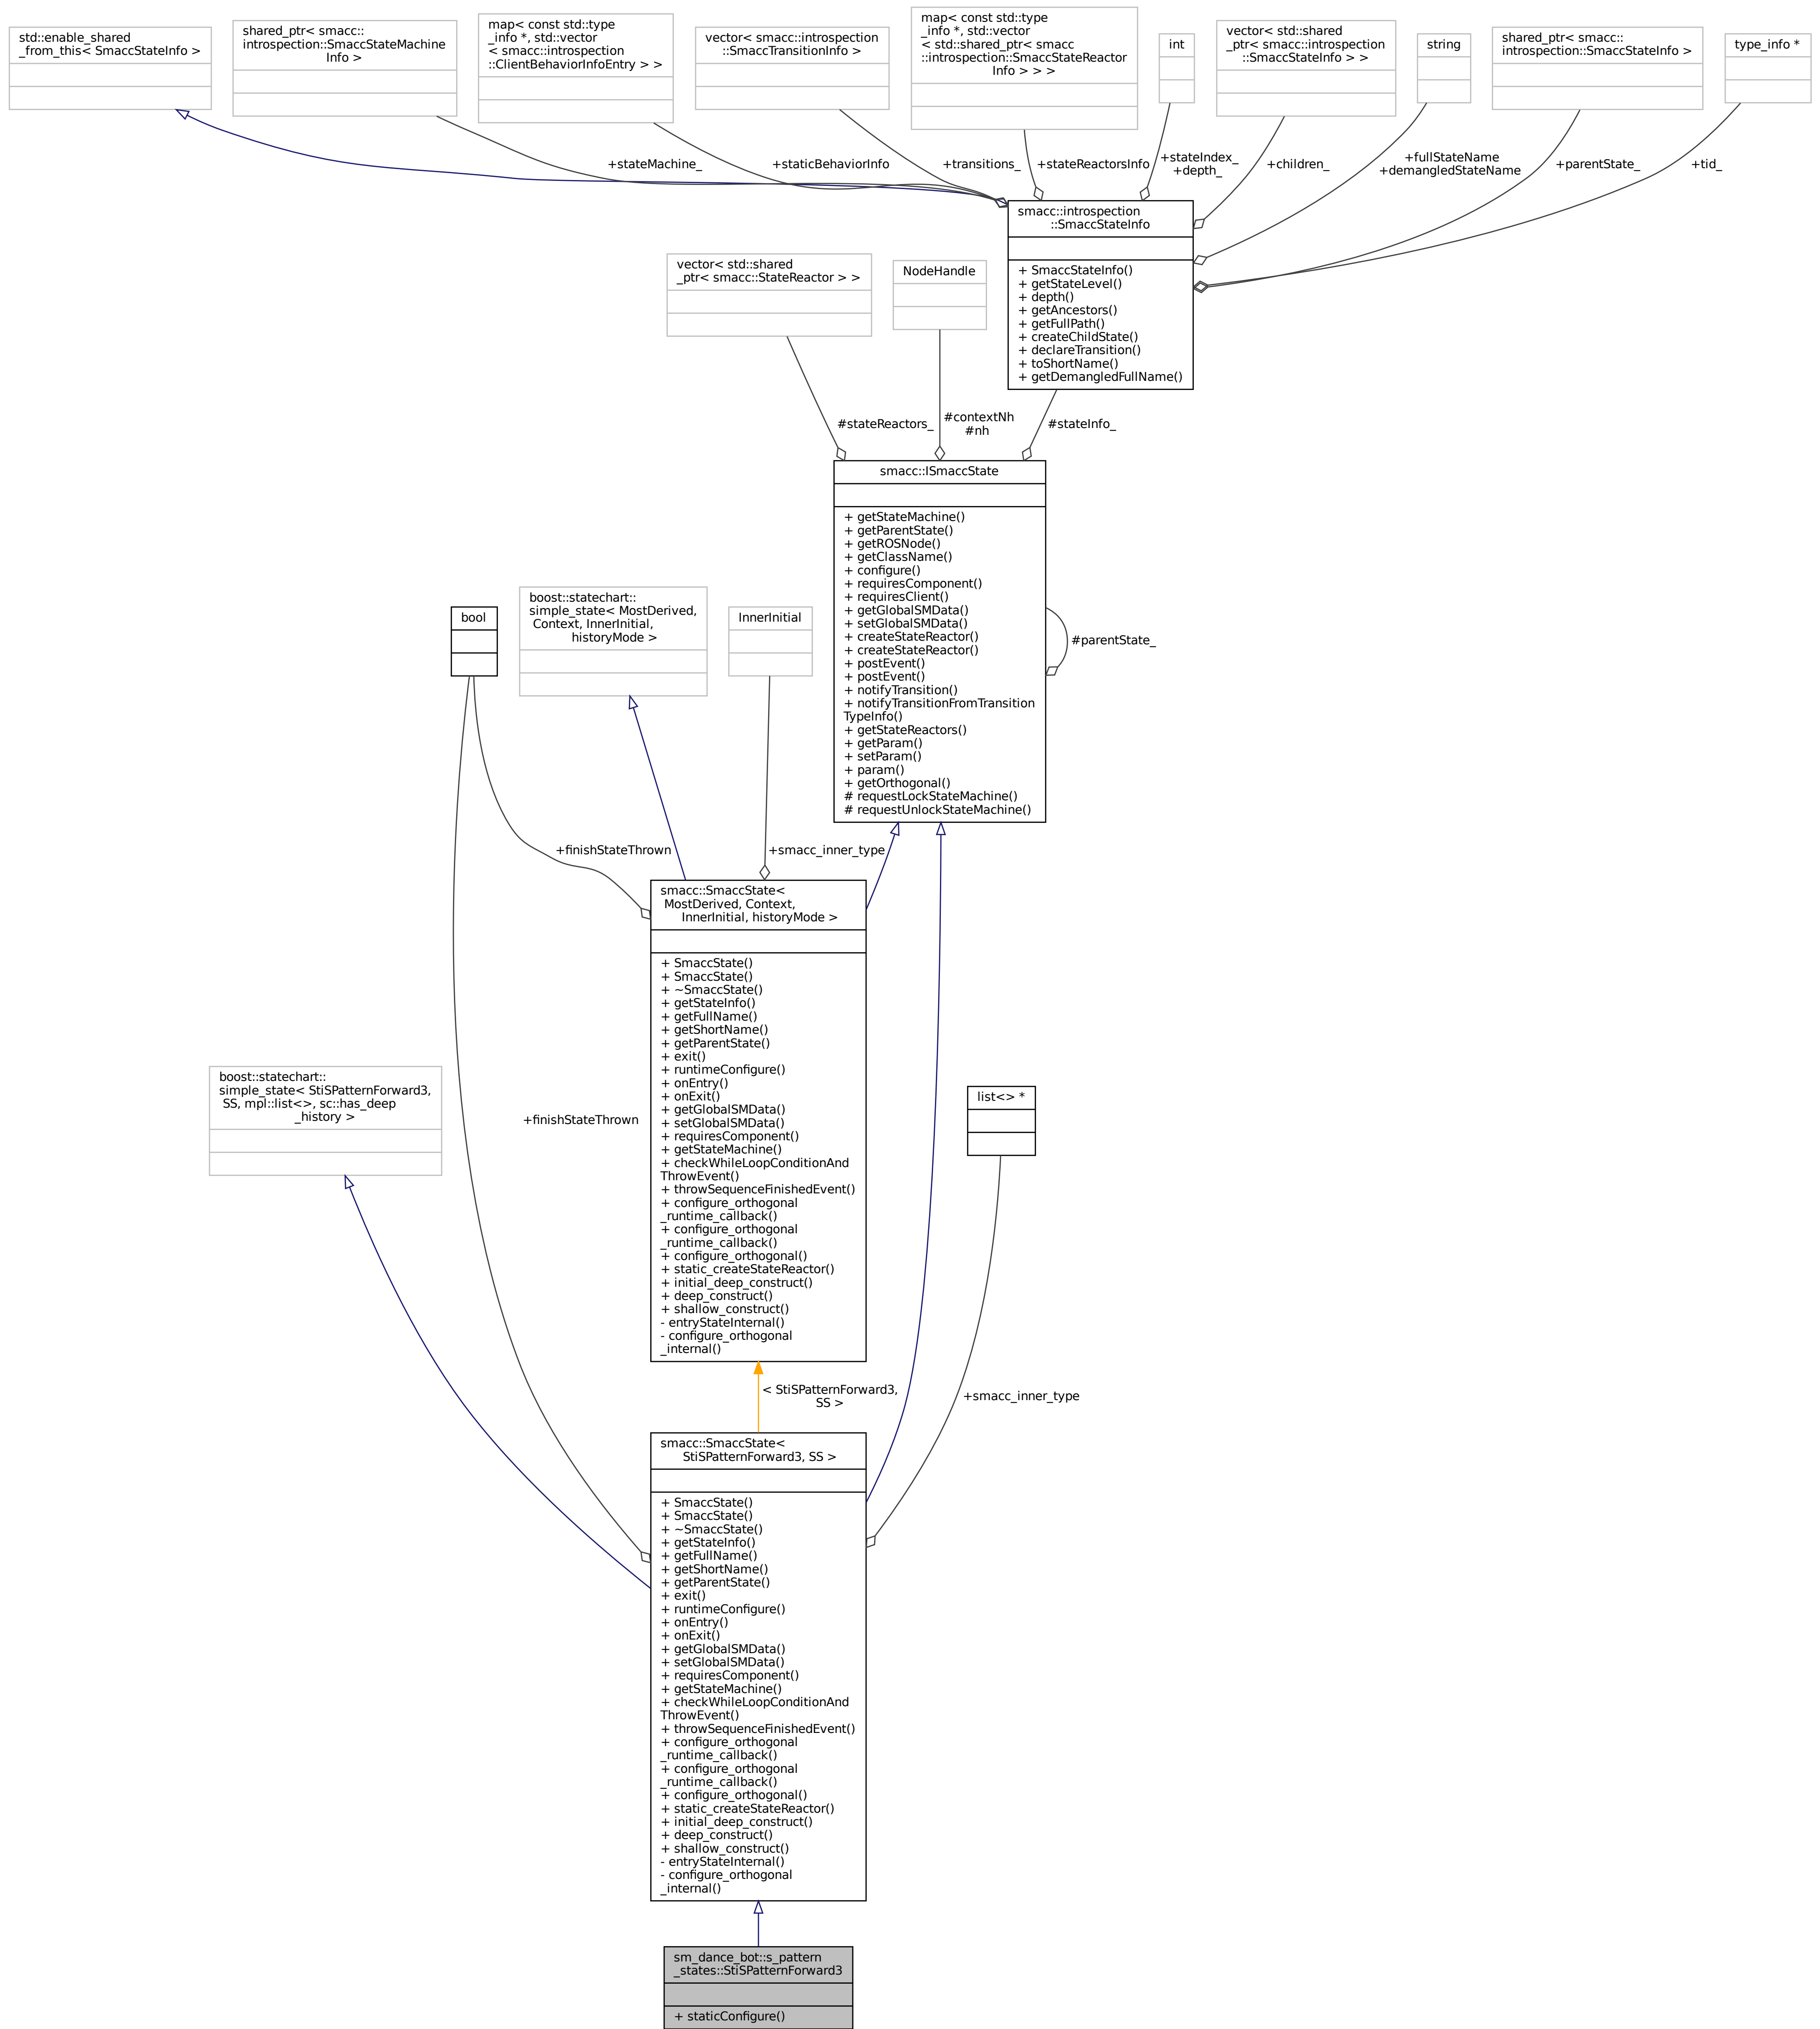 std::enable_shared
_from_this< SmaccStateInfo >
shared_ptr< smacc::
introspection::SmaccStateMachine
Info >
map< const std::type
_info *, std::vector
< smacc::introspection
::ClientBehaviorInfoEntry > >
vector< smacc::introspection
::SmaccTransitionInfo >
map< const std::type
_info *, std::vector
< std::shared_ptr< smacc
::introspection::SmaccStateReactor
Info > > >
int
vector< std::shared
_ptr< smacc::introspection
::SmaccStateInfo > >
string
shared_ptr< smacc::
introspection::SmaccStateInfo >
type_info *
+stateMachine_
+staticBehaviorInfo
+transitions_
+stateReactorsInfo
+stateIndex_
+depth_
+children_
+fullStateName
+demangledStateName
+parentState_
+tid_
smacc::introspection
::SmaccStateInfo
+ SmaccStateInfo()
+ getStateLevel()
+ depth()
+ getAncestors()
+ getFullPath()
+ createChildState()
+ declareTransition()
+ toShortName()
+ getDemangledFullName()
vector< std::shared
_ptr< smacc::StateReactor > >
NodeHandle
#stateReactors_
#contextNh
#nh
#stateInfo_
smacc::ISmaccState
+ getStateMachine()
+ getParentState()
+ getROSNode()
+ getClassName()
+ configure()
+ requiresComponent()
+ requiresClient()
+ getGlobalSMData()
+ setGlobalSMData()
+ createStateReactor()
+ createStateReactor()
+ postEvent()
+ postEvent()
+ notifyTransition()
+ notifyTransitionFromTransition
TypeInfo()
+ getStateReactors()
+ getParam()
+ setParam()
+ param()
+ getOrthogonal()
# requestLockStateMachine()
# requestUnlockStateMachine()
#parentState_
bool
boost::statechart::
simple_state< MostDerived,
Context, InnerInitial,
historyMode >
InnerInitial
+finishStateThrown
+smacc_inner_type
smacc::SmaccState<
MostDerived, Context,
InnerInitial, historyMode >
+ SmaccState()
+ SmaccState()
+ ~SmaccState()
+ getStateInfo()
+ getFullName()
+ getShortName()
+ getParentState()
+ exit()
+ runtimeConfigure()
+ onEntry()
+ onExit()
+ getGlobalSMData()
+ setGlobalSMData()
+ requiresComponent()
+ getStateMachine()
+ checkWhileLoopConditionAnd
ThrowEvent()
+ throwSequenceFinishedEvent()
+ configure_orthogonal
_runtime_callback()
+ configure_orthogonal
_runtime_callback()
+ configure_orthogonal()
+ static_createStateReactor()
+ initial_deep_construct()
+ deep_construct()
+ shallow_construct()
- entryStateInternal()
- configure_orthogonal
_internal()
boost::statechart::
simple_state< StiSPatternForward3,
SS, mpl::list<>, sc::has_deep
_history >
+finishStateThrown
list<> *
< StiSPatternForward3,
SS >
+smacc_inner_type
smacc::SmaccState<
StiSPatternForward3, SS >
+ SmaccState()
+ SmaccState()
+ ~SmaccState()
+ getStateInfo()
+ getFullName()
+ getShortName()
+ getParentState()
+ exit()
+ runtimeConfigure()
+ onEntry()
+ onExit()
+ getGlobalSMData()
+ setGlobalSMData()
+ requiresComponent()
+ getStateMachine()
+ checkWhileLoopConditionAnd
ThrowEvent()
+ throwSequenceFinishedEvent()
+ configure_orthogonal
_runtime_callback()
+ configure_orthogonal
_runtime_callback()
+ configure_orthogonal()
+ static_createStateReactor()
+ initial_deep_construct()
+ deep_construct()
+ shallow_construct()
- entryStateInternal()
- configure_orthogonal
_internal()
sm_dance_bot::s_pattern
_states::StiSPatternForward3
+ staticConfigure()